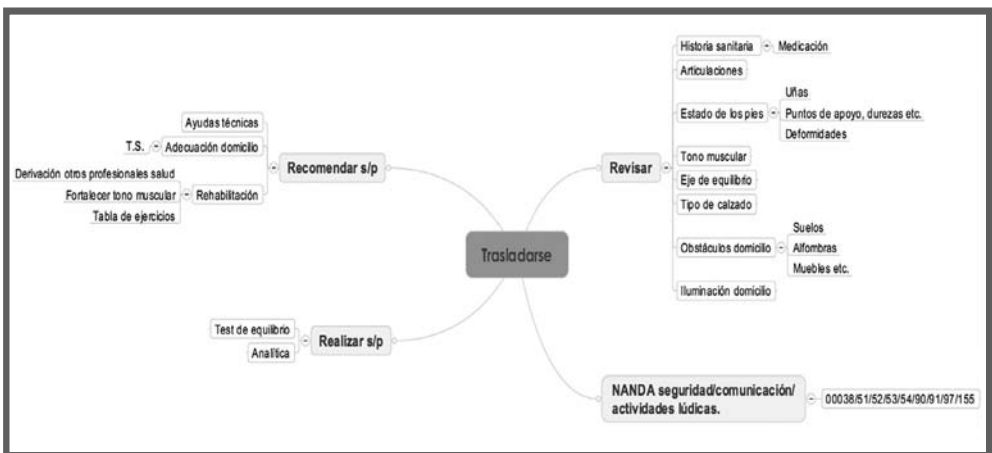 Trasladarse
Recomendar s/p
Ayudas técnicas
Adecuación domicilio
T.S.
Rehabilitación
Derivación otros profesionales salud
Fortalecer tono muscular
Tabla de ejercicios
Realizar s/p
Test de equilibrio
Analítica
Revisar
Historia sanitaria
Medicación
Articulaciones
Estado de los pies
Uñas
Puntos de apoyo, durezas etc.
Deformidades
Tono muscular
Eje de equilibrio
Tipo de calzado
Obstáculos domicilio
Suelos
Alfombras
Muebles etc.
Iluminación domicilio
NANDA seguridad/comunicación/
actividades lúdicas.
00038/51/52/53/54/90/91/97/155